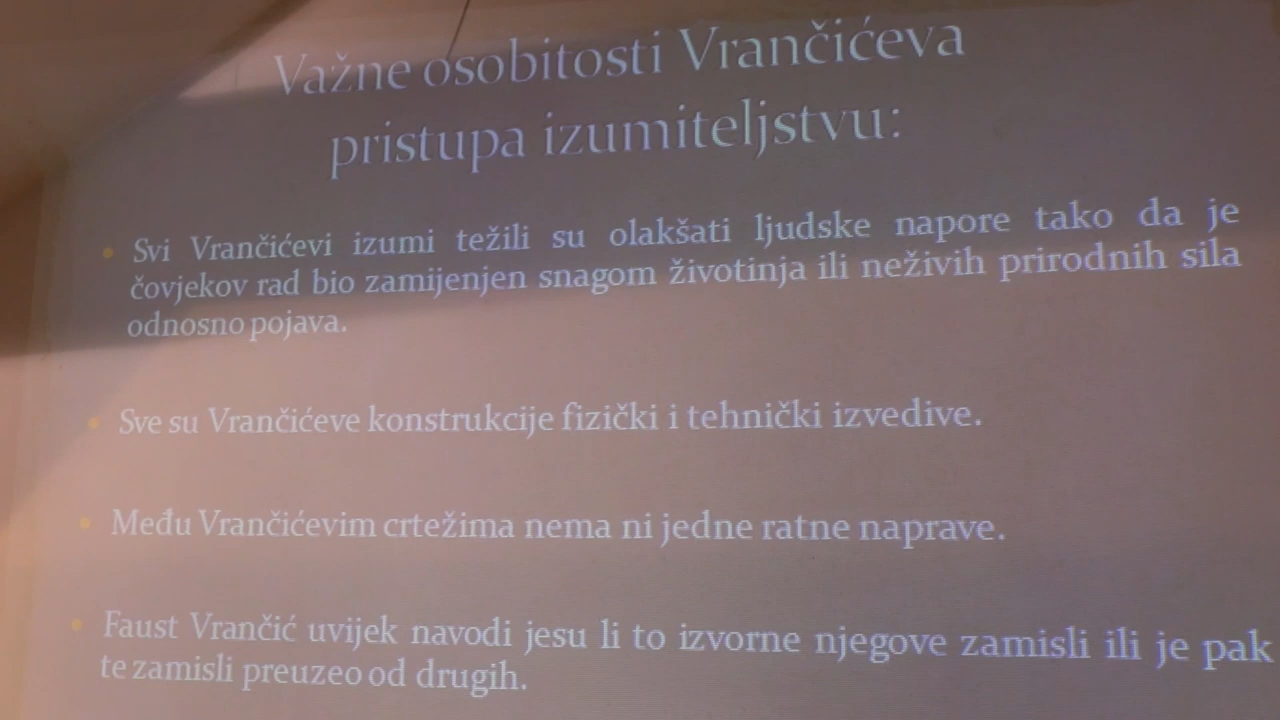 Važne osobitosti Vrančićeva
pristupa izumiteljstvu:
• Svi Vrančićevi izumi težili su olakšati ljudske napore tako da je
čovjekov rad bio zamijenjen snagom životinja ili neživih prirodnih sila
odnosno pojava.
• Sve su Vrančićeve konstrukcije fizički i tehnički izvedive.
• Među Vrančićevim crtežima nema ni jedne ratne naprave.
• Faust Vrančić uvijek navodi jesu li to izvorne njegove zamisli ili je pak
te zamisli preuzeo od drugih.